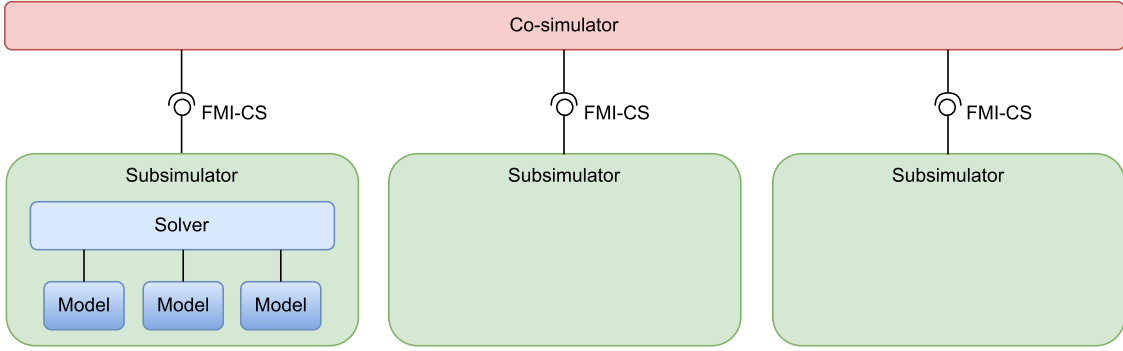 Co-simulator
FMI-CS
FMI-CS
FMI-CS
Subsimulator
Subsimulator
Subsimulator
Solver
Model
Model
Model